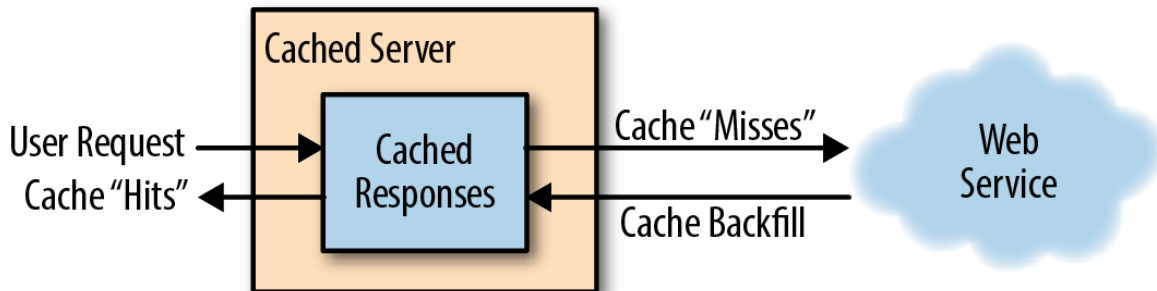 Cached Server
User Request
Cache “Hits”
Cached
Responses
Cache “Misses”
Cache Backfill
Web
Service